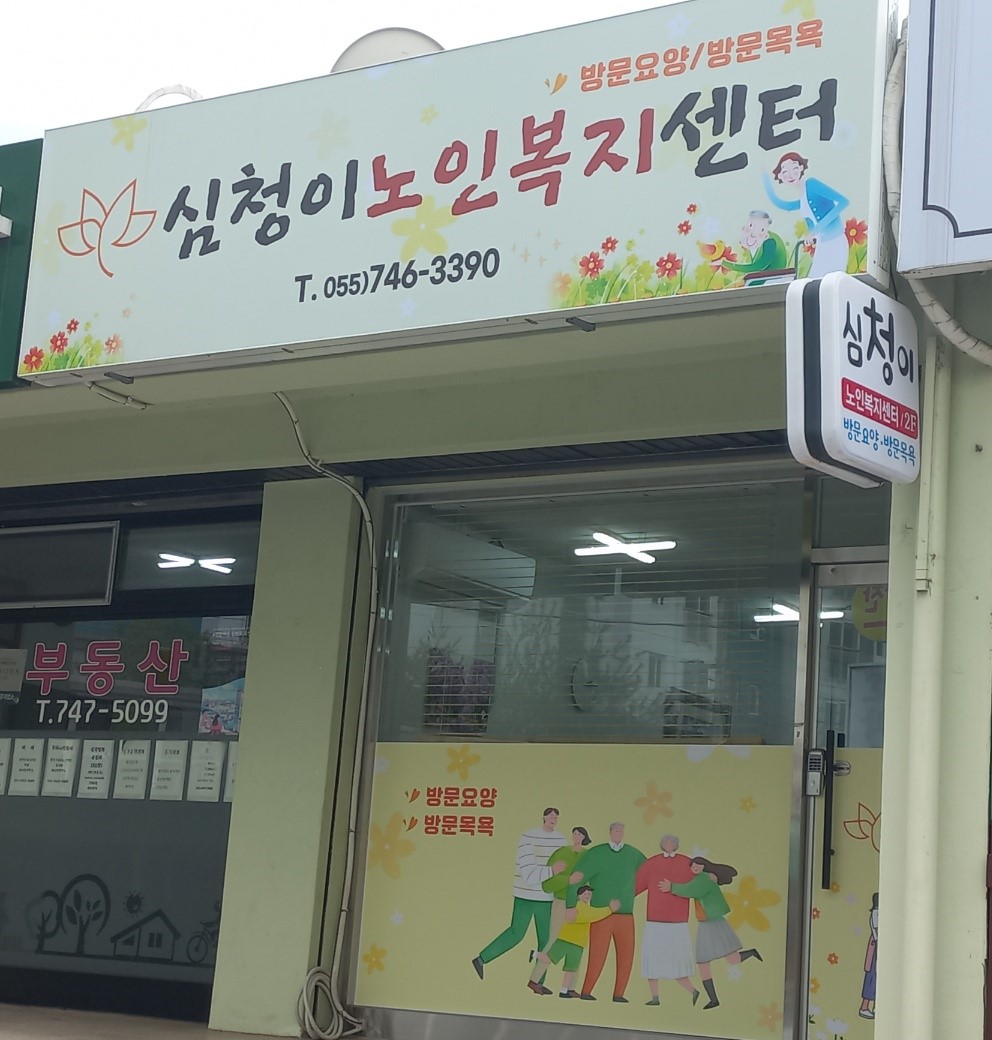 방문요양/방문목욕
심청이노인복지센터
T. 055)746-3390
심청이
노인복지센터/2F
방문요양·방문목욕
부동산
T.747-5099
방문요양
방문목욕